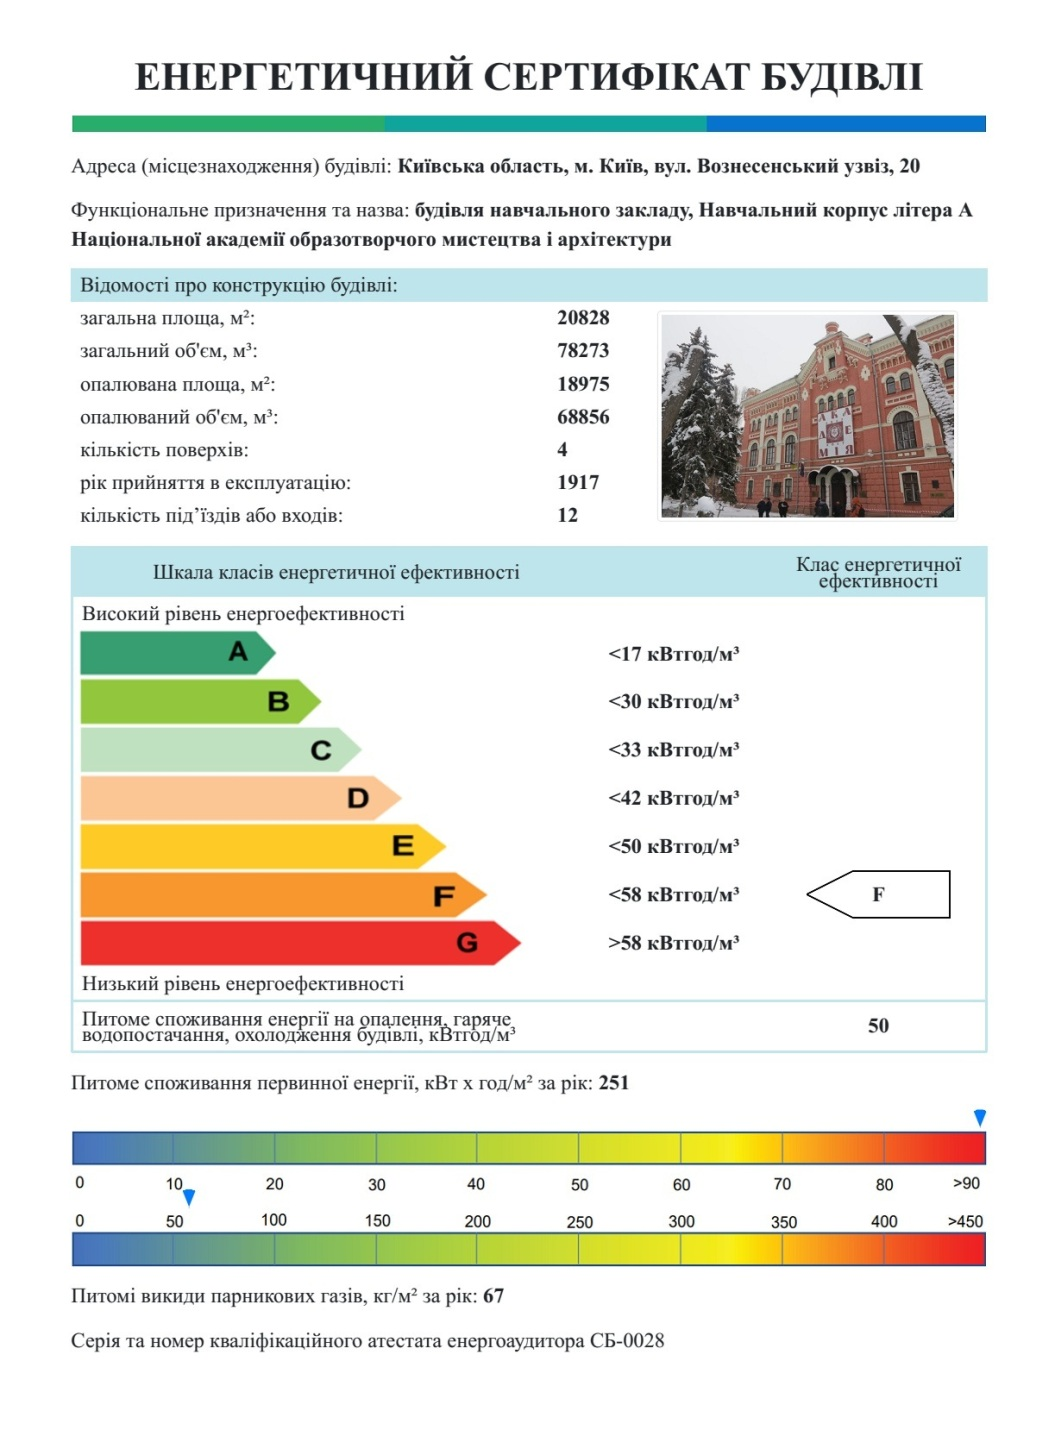 ЕНЕРГЕТИЧНИЙ СЕРТИФІКАТ БУДІВЛІ
Адреса (місцезнаходження) будівлі: Київська область, м. Київ, вул. Вознесенський узвіз, 20
Функціональне призначення та назва: будівля навчального закладу, Навчальний корпус літера А
Національної академії образотворчого мистецтва і архітектури
Відомості про конструкцію будівлі:
загальна площа, м²: 20828
загальний об'єм, м³: 78273
опалювана площа, м²: 18975
опалюваний об'єм, м³: 68856
кількість поверхів: 4
рік прийняття в експлуатацію: 1917
кількість під’їздів або входів: 12
АКА
ДЕ
МІЯ
Шкала класів енергетичної ефективності
Клас енергетичної
ефективності
Високий рівень енергоефективності
A <17 кВтгод/м³
B <30 кВтгод/м³
C <33 кВтгод/м³
D <42 кВтгод/м³
E <50 кВтгод/м³
F <58 кВтгод/м³ F
G >58 кВтгод/м³
Низький рівень енергоефективності
Питоме споживання енергії на опалення, гаряче
водопостачання, охолодження будівлі, кВтгод/м³ 50
Питоме споживання первинної енергії, кВт х год/м² за рік: 251
0 10 20 30 40 50 60 70 80 >90
0 50 100 150 200 250 300 350 400 >450
Питомі викиди парникових газів, кг/м² за рік: 67
Серія та номер кваліфікаційного атестата енергоаудитора СБ-0028